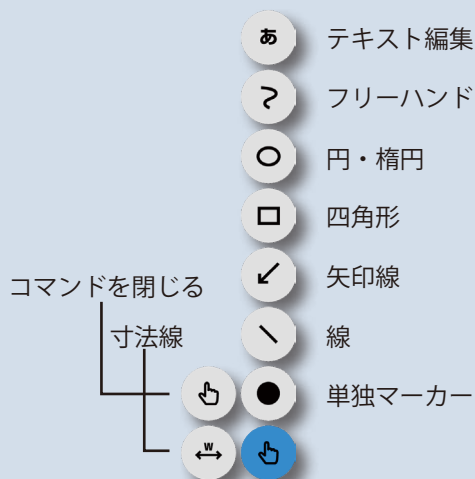 あ
テキスト編集
フリーハンド
円・楕円
四角形
矢印線
コマンドを閉じる
寸法線
線
単独マーカー
W